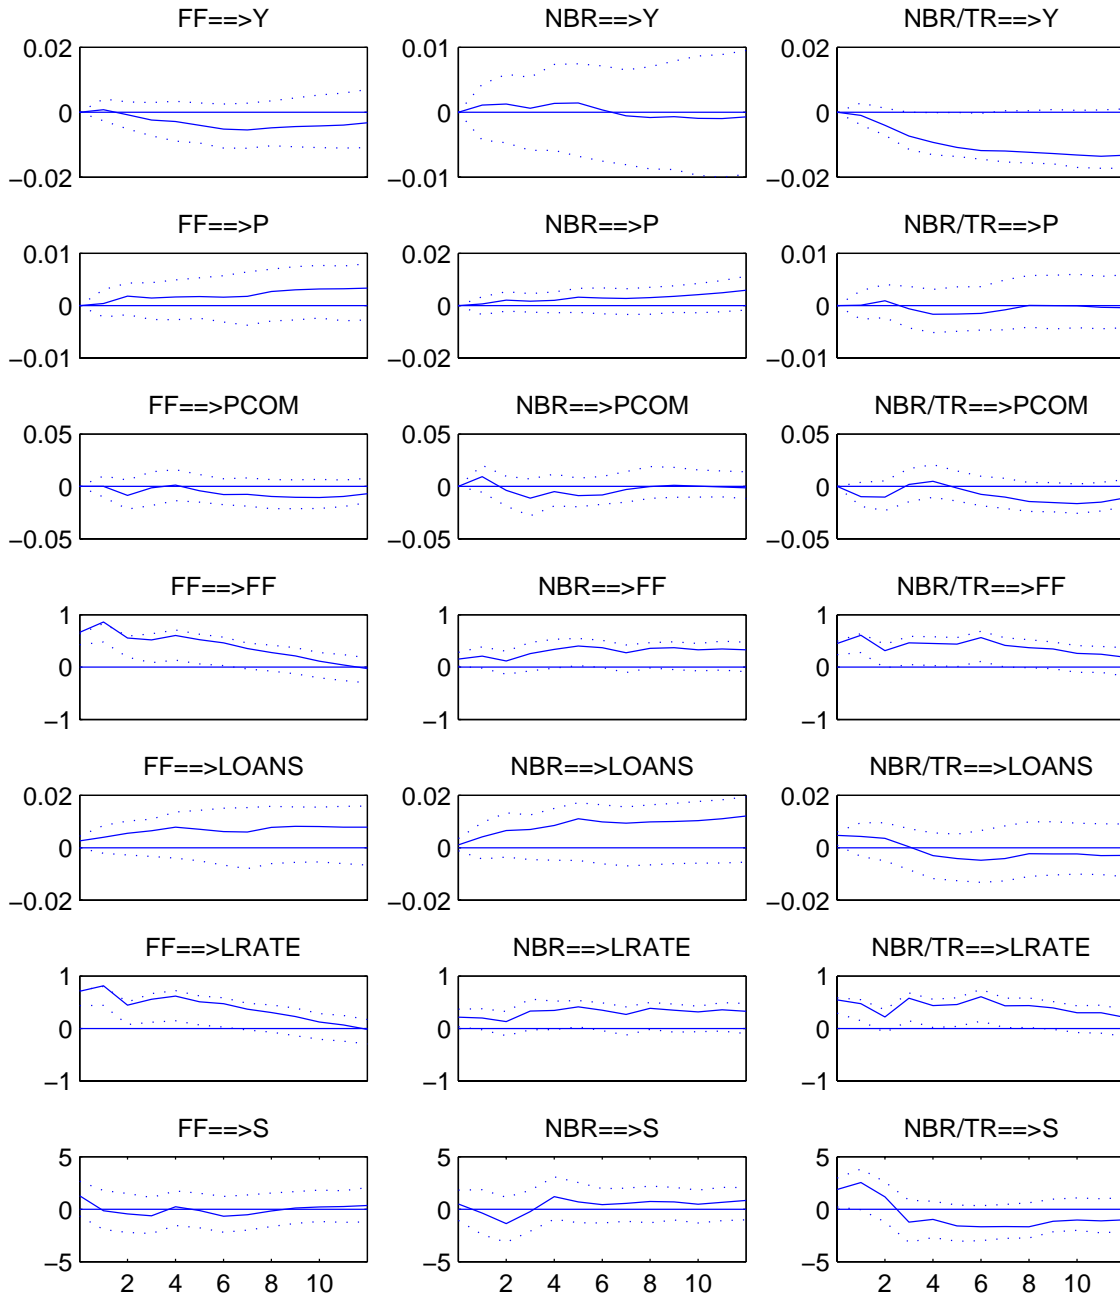 FF==>Y
NBR==>Y
NBR/TR==>Y
0.02
0
−0.02
0.01
0
−0.01
0.02
0
−0.02
FF==>P
NBR==>P
NBR/TR==>P
0.01
0
−0.01
0.02
0
−0.02
0.01
0
−0.01
FF==>PCOM
NBR==>PCOM
NBR/TR==>PCOM
0.05
0
−0.05
0.05
0
−0.05
0.05
0
−0.05
FF==>FF
NBR==>FF
NBR/TR==>FF
1
0
−1
1
0
−1
1
0
−1
FF==>LOANS
NBR==>LOANS
NBR/TR==>LOANS
0.02
0
−0.02
0.02
0
−0.02
0.02
0
−0.02
FF==>LRATE
NBR==>LRATE
NBR/TR==>LRATE
1
0
−1
1
0
−1
1
0
−1
FF==>S
NBR==>S
NBR/TR==>S
5
0
−5
5
0
−5
5
0
−5
2 4 6 8 10
2 4 6 8 10
2 4 6 8 10